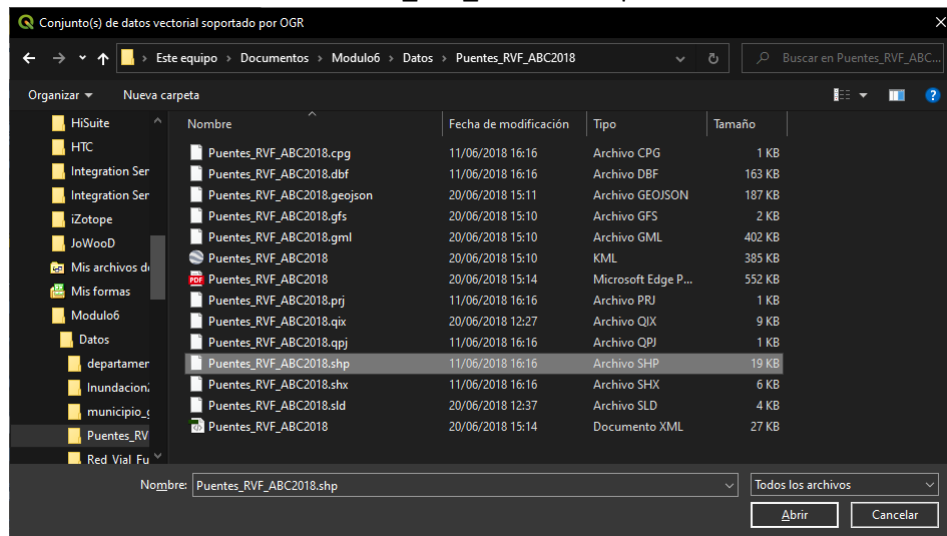 Conjunto(s) de datos vectorial soportado por OGR
Este equipo > Documentos > Modulo6 > Datos > Puentes_RVF_ABC2018
Buscar en Puentes_RVF_ABC...
Organizar Nueva carpeta
HiSuite
HTC
Integration Ser
Integration Ser
iZotope
JoWooD
Mis archivos de
Mis formas
Modulo6
Datos
departamen
Inundacion
municipio_g
Puentes_RV
Red Vial Fu
Nombre Fecha de modificación Tipo Tamaño
Puentes_RVF_ABC2018.cpg 11/06/2018 16:16 Archivo CPG 1 KB
Puentes_RVF_ABC2018.dbf 11/06/2018 16:16 Archivo DBF 163 KB
Puentes_RVF_ABC2018.geojson 20/06/2018 15:11 Archivo GEOJSON 187 KB
Puentes_RVF_ABC2018.gfs 20/06/2018 15:10 Archivo GFS 2 KB
Puentes_RVF_ABC2018.gml 20/06/2018 15:10 Archivo GML 402 KB
Puentes_RVF_ABC2018 20/06/2018 15:10 KML 385 KB
PDF Puentes_RVF_ABC2018 20/06/2018 15:14 Microsoft Edge P... 552 KB
Puentes_RVF_ABC2018.prj 11/06/2018 16:16 Archivo PRJ 1 KB
Puentes_RVF_ABC2018.qix 20/06/2018 12:27 Archivo QIX 9 KB
Puentes_RVF_ABC2018.qpj 11/06/2018 16:16 Archivo QPJ 1 KB
Puentes_RVF_ABC2018.shp 11/06/2018 16:16 Archivo SHP 19 KB
Puentes_RVF_ABC2018.shx 11/06/2018 16:16 Archivo SHX 6 KB
Puentes_RVF_ABC2018.sld 20/06/2018 12:37 Archivo SLD 4 KB
Puentes_RVF_ABC2018 20/06/2018 15:14 Documento XML 27 KB
Nombre: Puentes_RVF_ABC2018.shp Todos los archivos
Abrir Cancelar